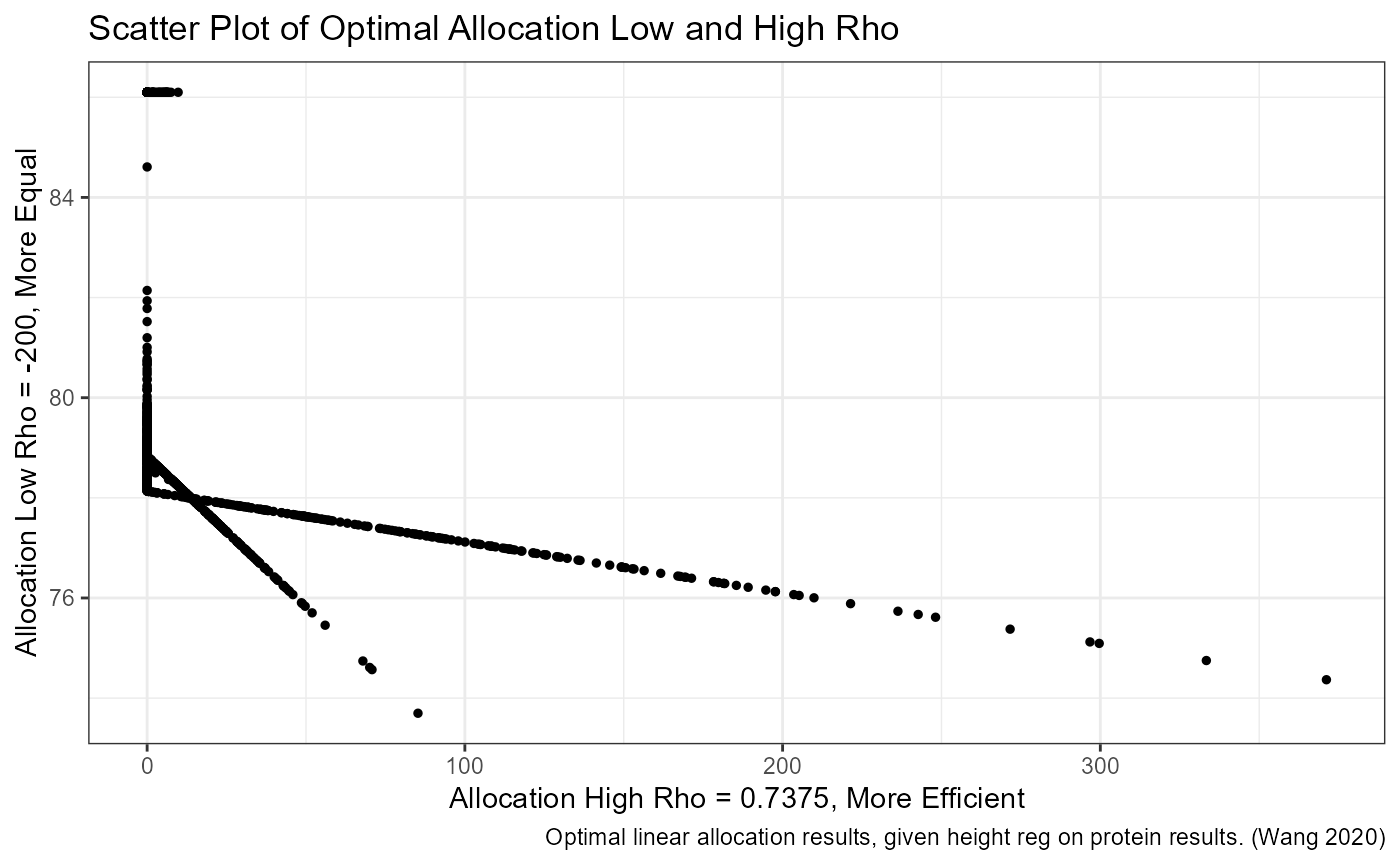 Scatter Plot of Optimal Allocation Low and High Rho
Allocation Low Rho = -200, More Equal
84
80
76
0 100 200 300
Allocation High Rho = 0.7375, More Efficient
Optimal linear allocation results, given height reg on protein results. (Wang 2020)